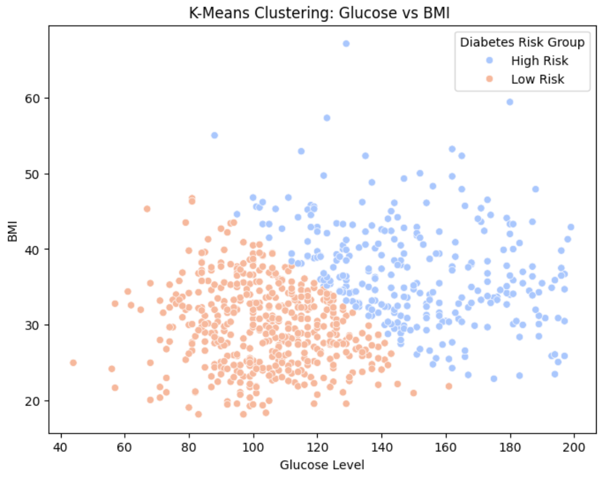 K-Means Clustering: Glucose vs BMI
Diabetes Risk Group
High Risk
Low Risk
60
50
40
30
20
BMI
40 60 80 100 120 140 160 180 200
Glucose Level